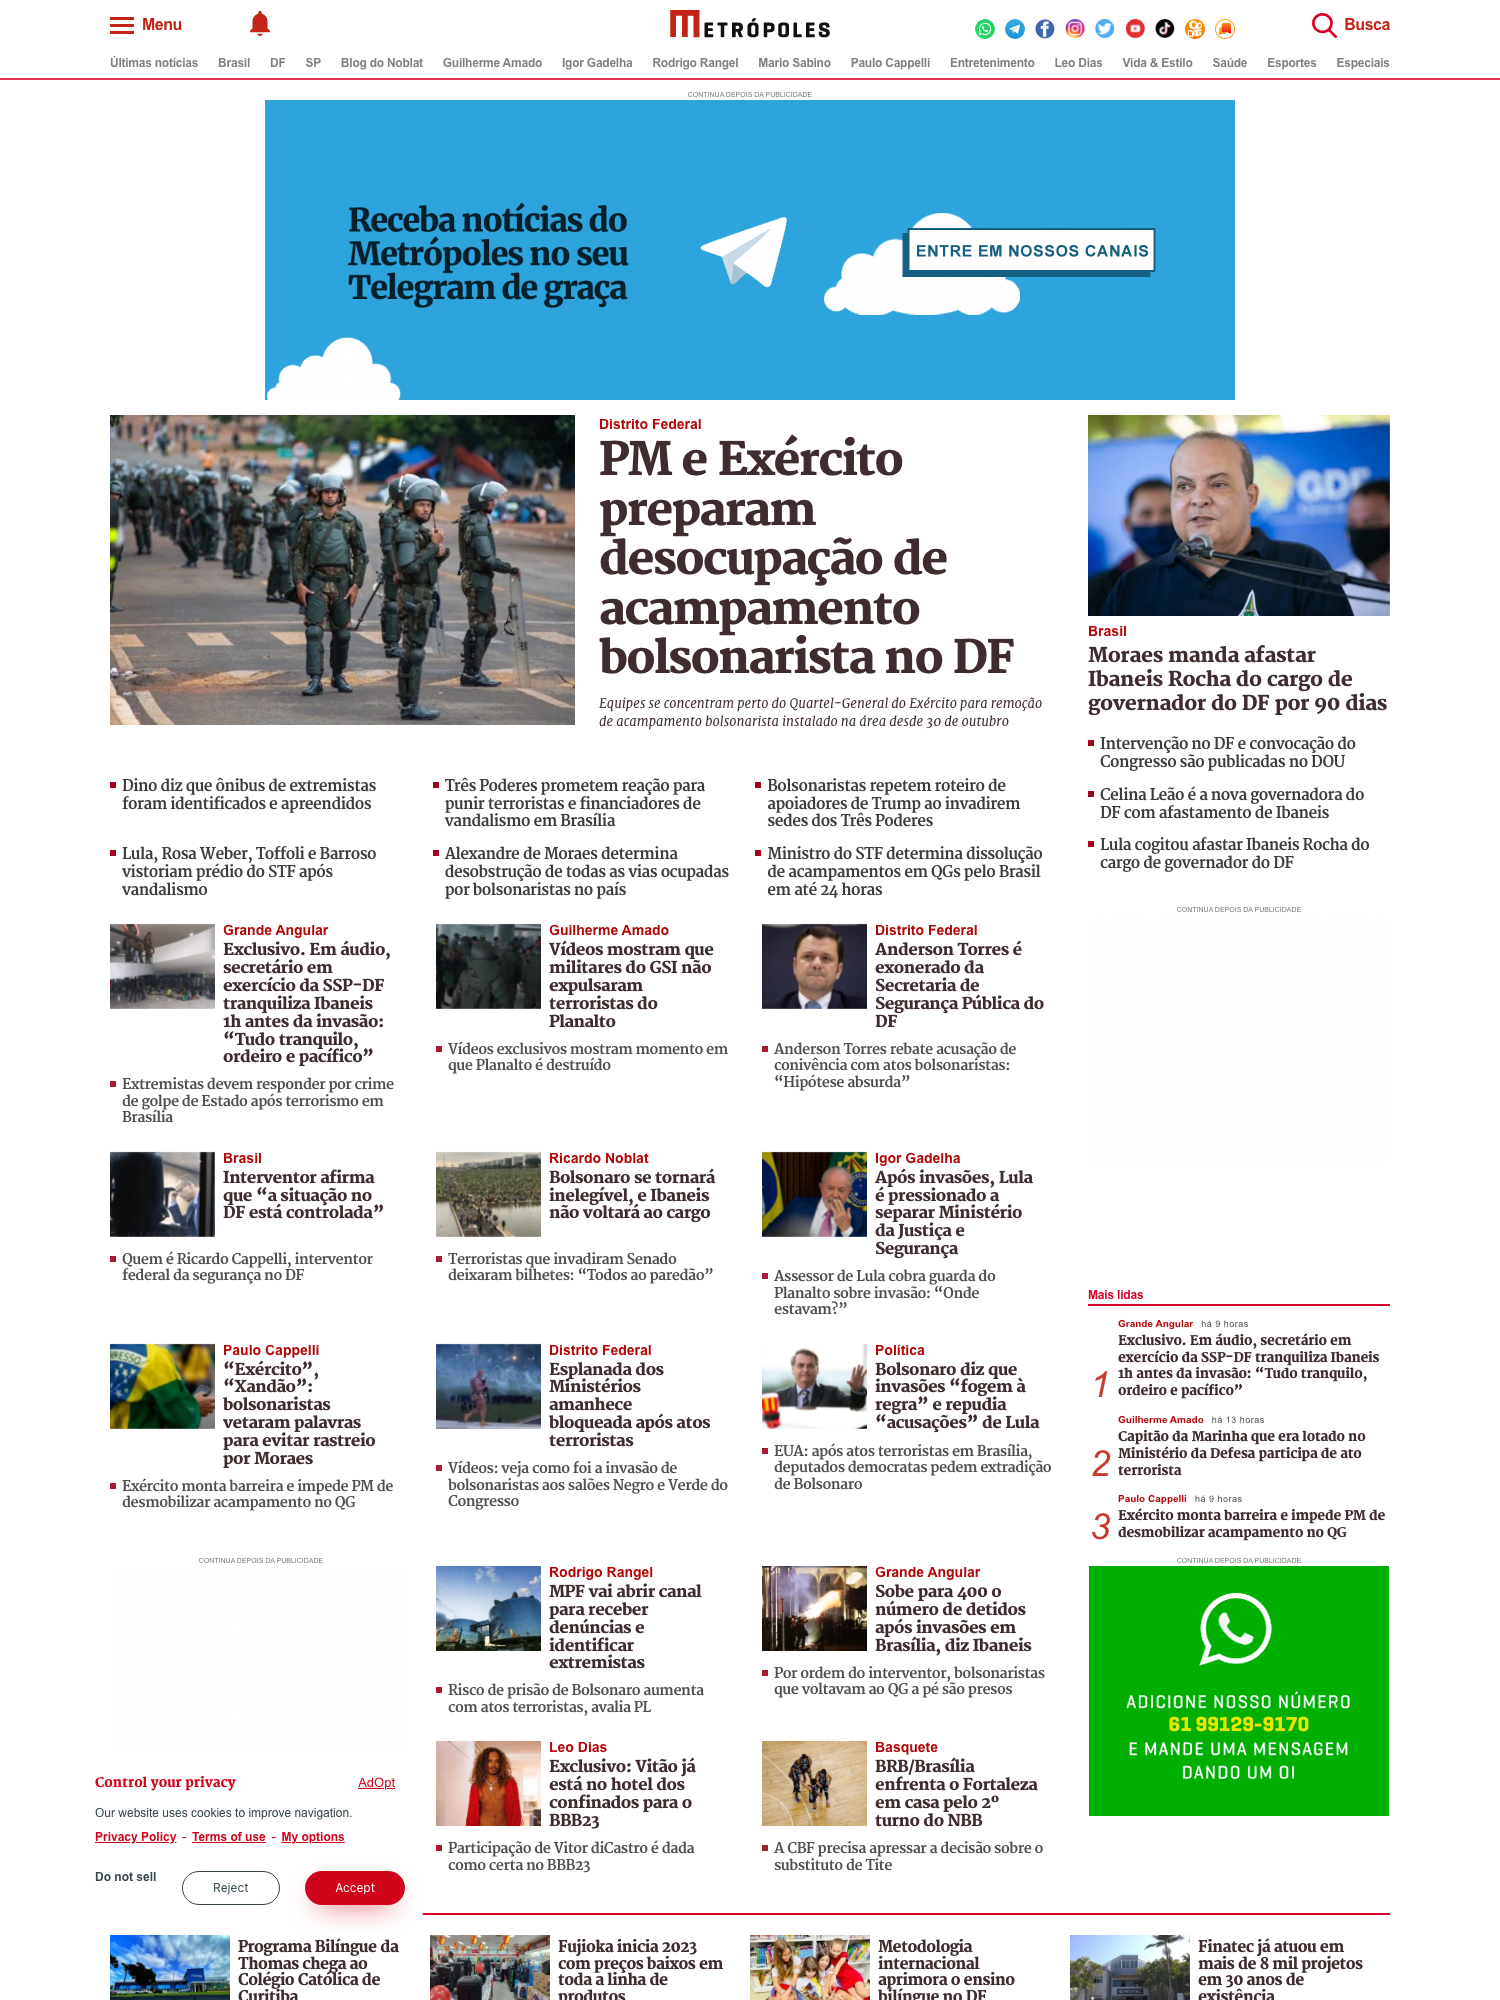 Menu
METRÓPOLES
Busca
Últimas notícias Brasil DF SP Blog do Noblat Guilherme Amado Igor Gadelha Rodrigo Rangel Mario Sabino Paulo Cappelli Entretenimento Leo Dias Vida & Estilo Saúde Esportes Especiais
CONTINUA DEPOIS DA PUBLICIDADE
Receba notícias do
Metrópoles no seu
Telegram de graça
ENTRE EM NOSSOS CANAIS
Distrito Federal
PM e Exército
preparam
desocupação de
acampamento
bolsonarista no DF
Equipes se concentram perto do Quartel-General do Exército para remoção
de acampamento bolsonarista instalado na área desde 30 de outubro
GDF
Brasil
Moraes manda afastar
Ibaneis Rocha do cargo de
governador do DF por 90 dias
Intervenção no DF e convocação do
Congresso são publicadas no DOU
Celina Leão é a nova governadora do
DF com afastamento de Ibaneis
Lula cogitou afastar Ibaneis Rocha do
cargo de governador do DF
Dino diz que ônibus de extremistas
foram identificados e apreendidos
Três Poderes prometem reação para
punir terroristas e financiadores de
vandalismo em Brasília
Bolsonaristas repetem roteiro de
apoiadores de Trump ao invadirem
sedes dos Três Poderes
Lula, Rosa Weber, Toffoli e Barroso
vistoriam prédio do STF após
vandalismo
Alexandre de Moraes determina
desobstrução de todas as vias ocupadas
por bolsonaristas no país
Ministro do STF determina dissolução
de acampamentos em QGs pelo Brasil
em até 24 horas
CONTINUA DEPOIS DA PUBLICIDADE
Grande Angular
Exclusivo. Em áudio,
secretário em
exercício da SSP-DF
tranquiliza Ibaneis
1h antes da invasão:
“Tudo tranquilo,
ordeiro e pacífico”
Extremistas devem responder por crime
de golpe de Estado após terrorismo em
Brasília
Guilherme Amado
Vídeos mostram que
militares do GSI não
expulsaram
terroristas do
Planalto
Vídeos exclusivos mostram momento em
que Planalto é destruído
Distrito Federal
Anderson Torres é
exonerado da
Secretaria de
Segurança Pública do
DF
Anderson Torres rebate acusação de
conivência com atos bolsonaristas:
“Hipótese absurda”
Brasil
Interventor afirma
que “a situação no
DF está controlada”
Quem é Ricardo Cappelli, interventor
federal da segurança no DF
Ricardo Noblat
Bolsonaro se tornará
inelegível, e Ibaneis
não voltará ao cargo
Terroristas que invadiram Senado
deixaram bilhetes: “Todos ao paredão”
Igor Gadelha
Após invasões, Lula
é pressionado a
separar Ministério
da Justiça e
Segurança
Assessor de Lula cobra guarda do
Planalto sobre invasão: “Onde
estavam?”
Mais lidas
Grande Angular há 9 horas
1
Exclusivo. Em áudio, secretário em
exercício da SSP-DF tranquiliza Ibaneis
1h antes da invasão: “Tudo tranquilo,
ordeiro e pacífico”
Guilherme Amado há 13 horas
2
Capitão da Marinha que era lotado no
Ministério da Defesa participa de ato
terrorista
Paulo Cappelli há 9 horas
3
Exército monta barreira e impede PM de
desmobilizar acampamento no QG
Paulo Cappelli
“Exército”,
“Xandão”:
bolsonaristas
vetaram palavras
para evitar rastreio
por Moraes
Exército monta barreira e impede PM de
desmobilizar acampamento no QG
Distrito Federal
Esplanada dos
Ministérios
amanhece
bloqueada após atos
terroristas
Vídeos: veja como foi a invasão de
bolsonaristas aos salões Negro e Verde do
Congresso
Política
Bolsonaro diz que
invasões “fogem à
regra” e repudia
“acusações” de Lula
EUA: após atos terroristas em Brasília,
deputados democratas pedem extradição
de Bolsonaro
CONTINUA DEPOIS DA PUBLICIDADE
CONTINUA DEPOIS DA PUBLICIDADE
Rodrigo Rangel
MPF vai abrir canal
para receber
denúncias e
identificar
extremistas
Risco de prisão de Bolsonaro aumenta
com atos terroristas, avalia PL
Grande Angular
Sobe para 400 o
número de detidos
após invasões em
Brasília, diz Ibaneis
Por ordem do interventor, bolsonaristas
que voltavam ao QG a pé são presos
ADICIONE NOSSO NÚMERO
61 99129-9170
E MANDE UMA MENSAGEM
DANDO UM OI
Leo Dias
Exclusivo: Vitão já
está no hotel dos
confinados para o
BBB23
Participação de Vitor diCastro é dada
como certa no BBB23
Basquete
BRB/Brasília
enfrenta o Fortaleza
em casa pelo 2º
turno do NBB
A CBF precisa apressar a decisão sobre o
substituto de Tite
Control your privacy
AdOpt
Our website uses cookies to improve navigation.
Privacy Policy - Terms of use - My options
Do not sell
Reject
Accept
Programa Bilíngue da
Thomas chega ao
Colégio Católica de
Curitiba
Fujioka inicia 2023
com preços baixos em
toda a linha de
produtos
Metodologia
internacional
aprimora o ensino
bilíngue no DF
Finatec já atuou em
mais de 8 mil projetos
em 30 anos de
existência